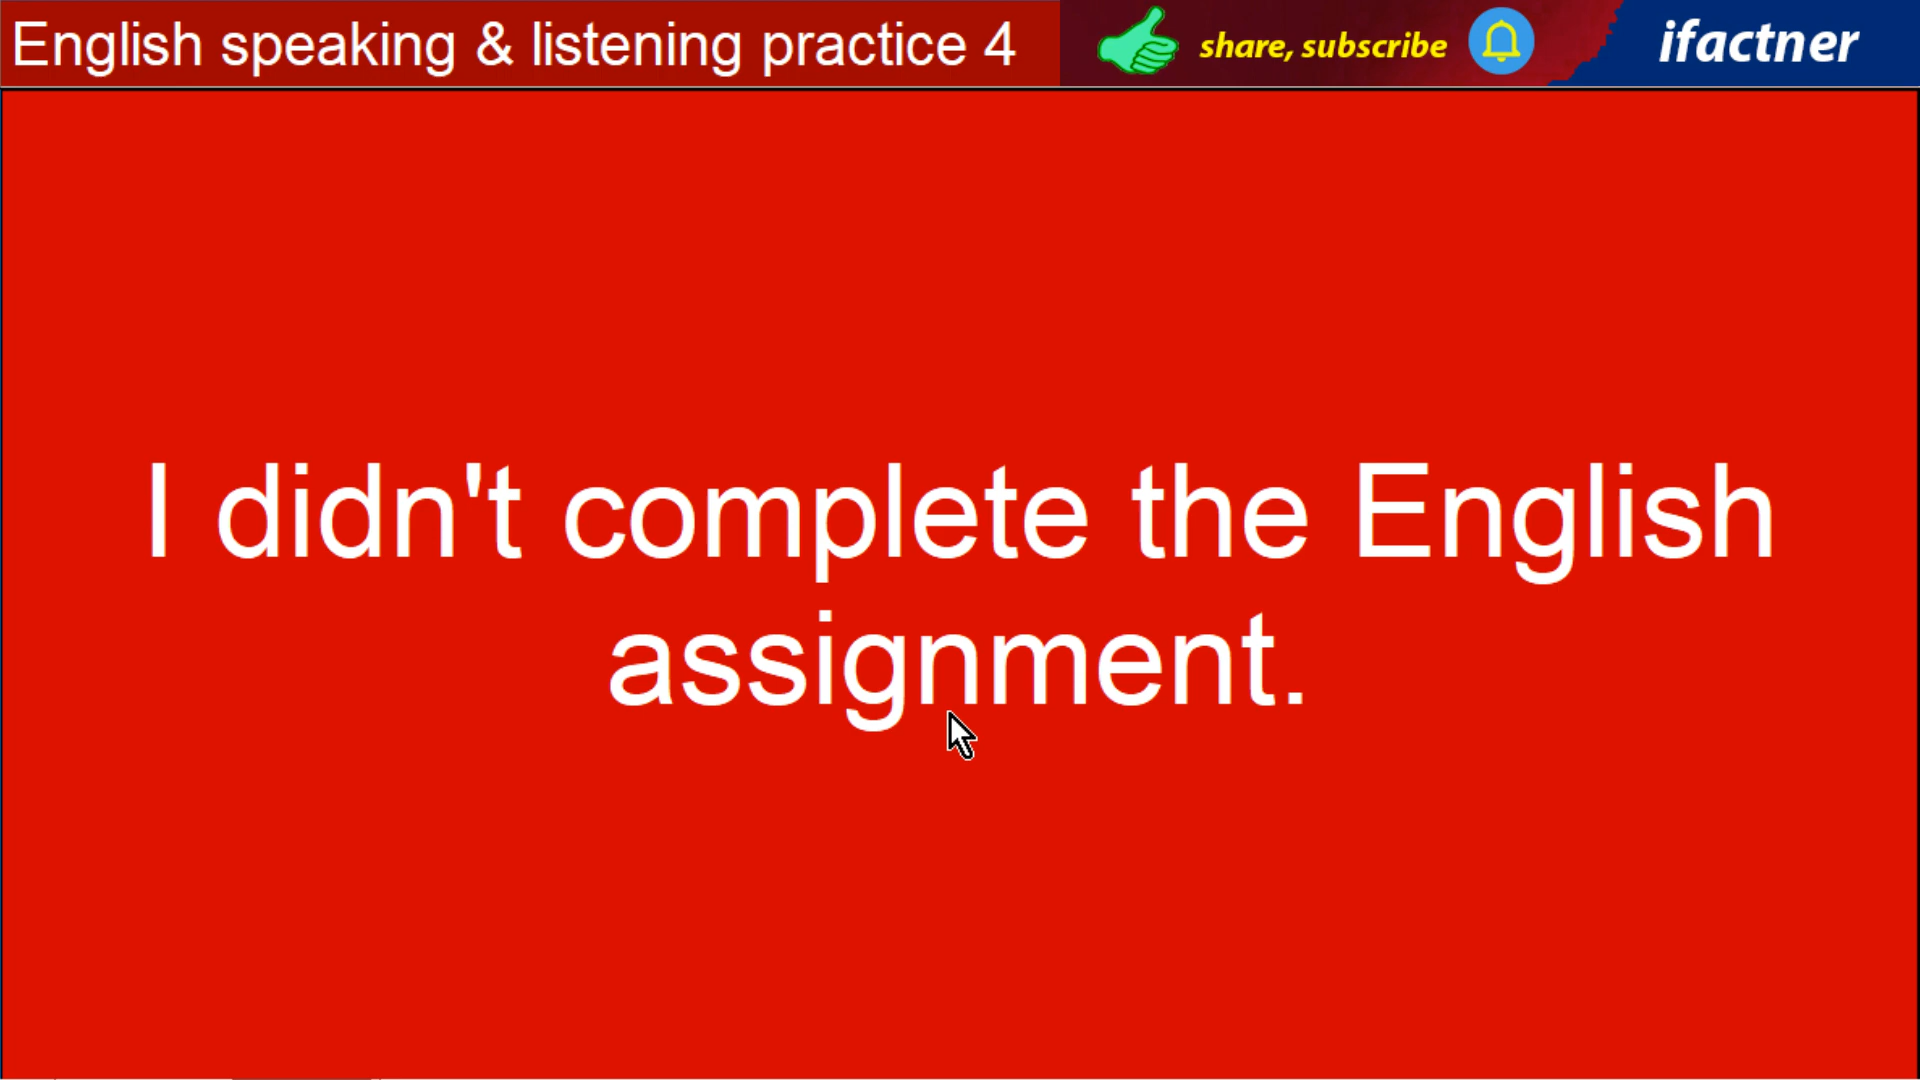 English speaking & listening practice 4
share, subscribe
ifactner
I didn't complete the English
assignment.